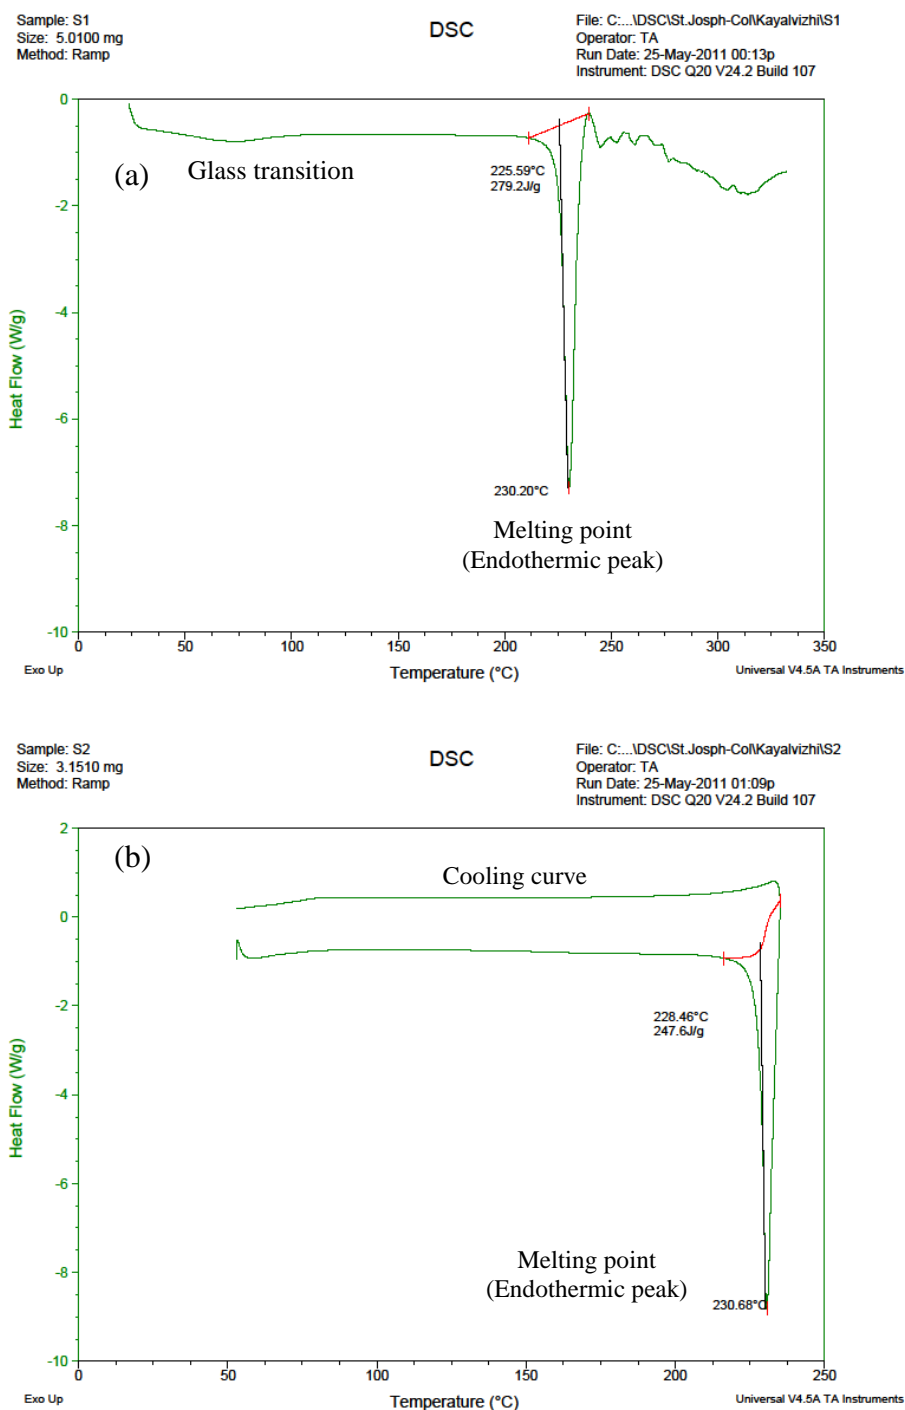 Sample: S1
Size: 5.0100 mg
Method: Ramp
DSC
File: C:...\DSC\St.Josph-Col\Kayalvizhi\S1
Operator: TA
Run Date: 25-May-2011 00:13p
Instrument: DSC Q20 V24.2 Build 107
0
-2
-4
-6
-8
-10
Heat Flow (W/g)
(a)
Glass transition
225.59°C
279.2J/g
230.20°C
Melting point
(Endothermic peak)
0 50 100 150 200 250 300 350
Exo Up
Temperature (°C)
Universal V4.5A TA Instruments
Sample: S2
Size: 3.1510 mg
Method: Ramp
DSC
File: C:...\DSC\St.Josph-Col\Kayalvizhi\S2
Operator: TA
Run Date: 25-May-2011 01:09p
Instrument: DSC Q20 V24.2 Build 107
2
0
-2
-4
-6
-8
-10
Heat Flow (W/g)
(b)
Cooling curve
228.46°C
247.6J/g
Melting point
(Endothermic peak)
230.68°C
0 50 100 150 200 250
Exo Up
Temperature (°C)
Universal V4.5A TA Instruments